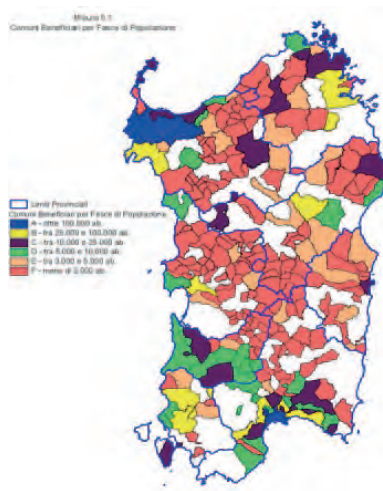 Misura 5.1
Comuni Beneficiari per Fasce di Popolazione
Limiti Provinciali
Comuni Beneficiari per Fasce di Popolazione
A - oltre 100.000 ab.
B - tra 25.000 e 100.000 ab.
C - tra 10.000 e 25.000 ab.
D - tra 5.000 e 10.000 ab.
E - tra 3.000 e 5.000 ab.
F - meno di 3.000 ab.